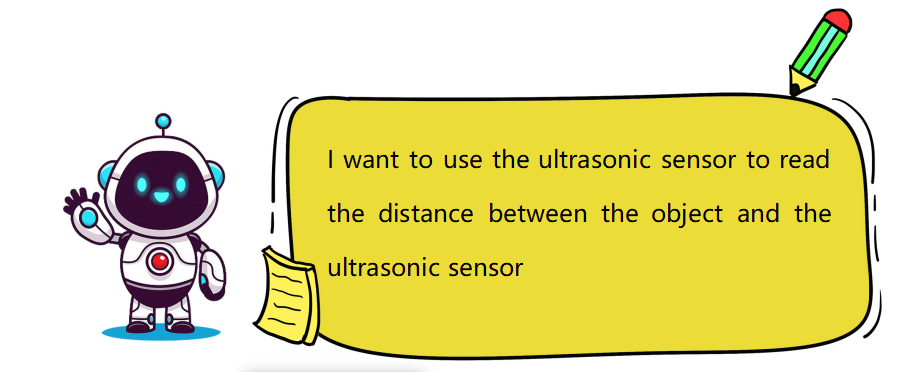 I want to use the ultrasonic sensor to read
the distance between the object and the
ultrasonic sensor